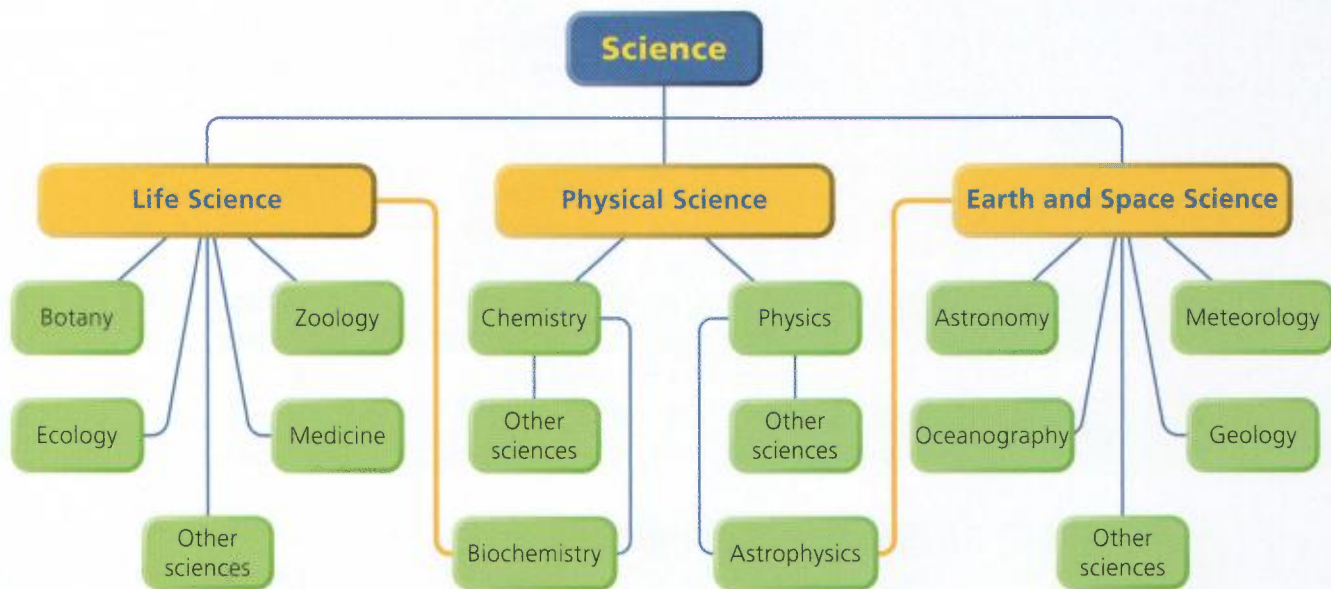 Science
Life Science
Physical Science
Earth and Space Science
Botany
Zoology
Chemistry
Physics
Astronomy
Meteorology
Ecology
Medicine
Other
sciences
Other
sciences
Oceanography
Geology
Other
sciences
Biochemistry
Astrophysics
Other
sciences